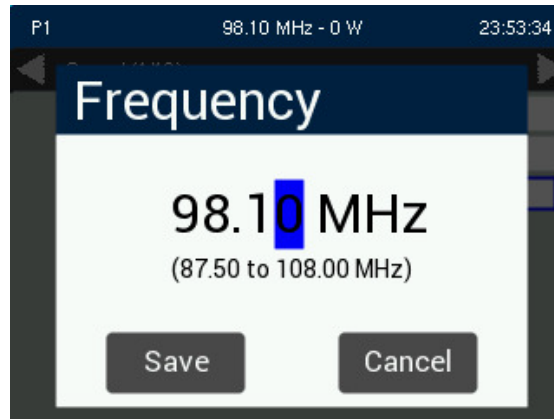 P1 98.10 MHz - 0 W 23:53:34
Frequency
98.10 MHz
(87.50 to 108.00 MHz)
Save Cancel